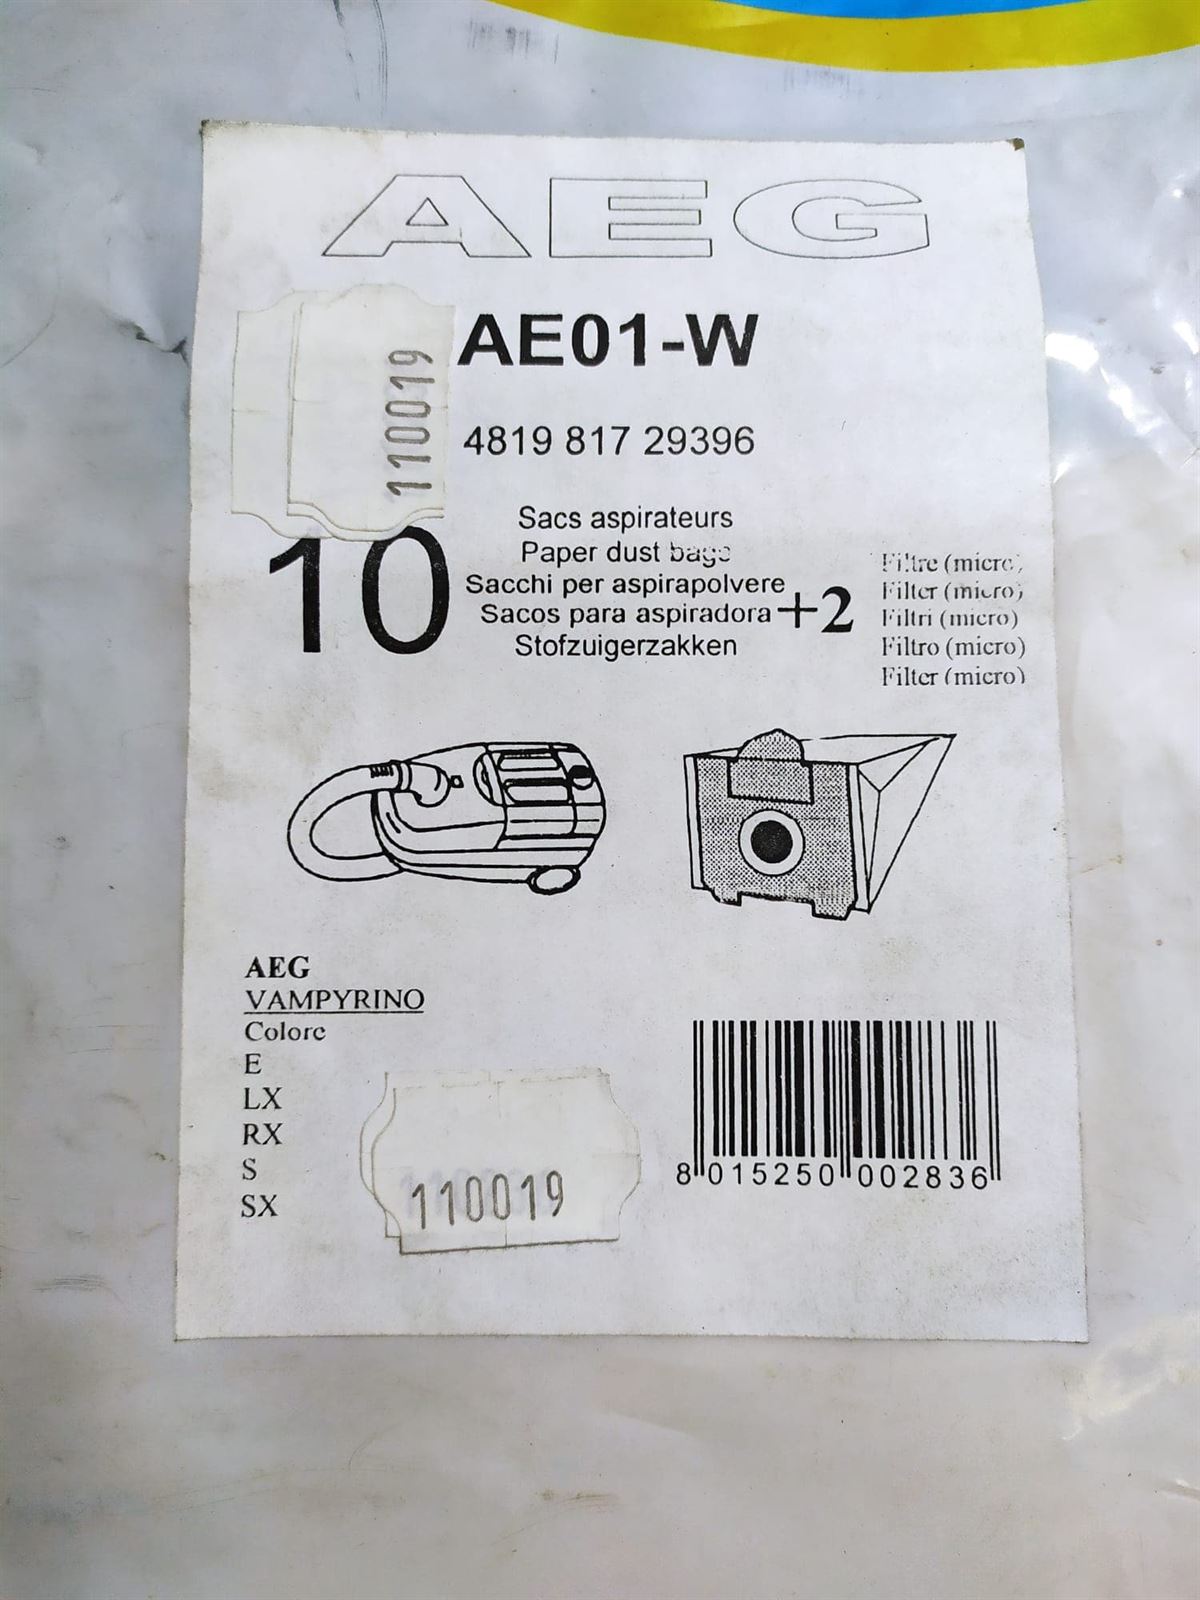 AEG
AE01-W
110019
4819 817 29396
10
Sacs aspirateurs
Paper dust bags
Sacchi per aspirapolvere
Sacos para aspiradora
Stofzuigerzakken
+2
Filtre (micro)
Filter (micro)
Filtri (micro)
Filtro (micro)
Filter (micro)
AEG
VAMPYRINO
Colore
E
LX
RX
S
SX
110019
8 015250 002836